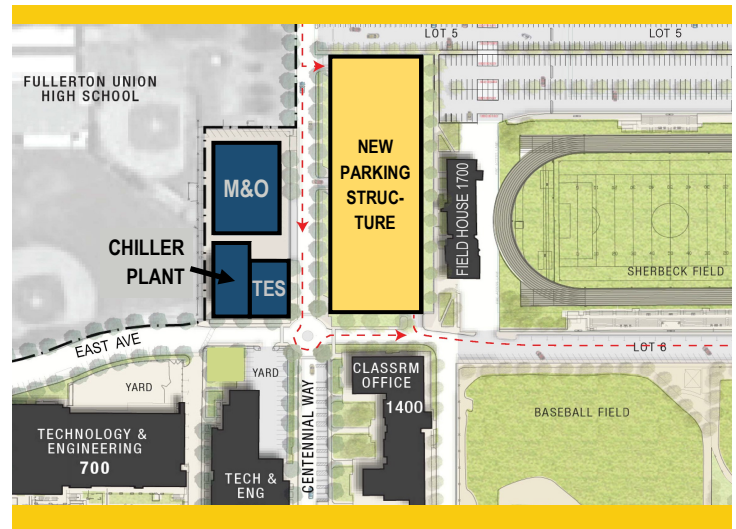 LOT 5
LOT 5
FULLERTON UNION
HIGH SCHOOL
NEW
PARKING
STRUC-
TURE
M&O
FIELD HOUSE 1700
CHILLER
PLANT
TES
SHERBECK FIELD
EAST AVE
LOT 6
YARD
YARD
CENTENNIAL WAY
CLASSRM
OFFICE
1400
BASEBALL FIELD
TECHNOLOGY &
ENGINEERING
700
TECH &
ENG